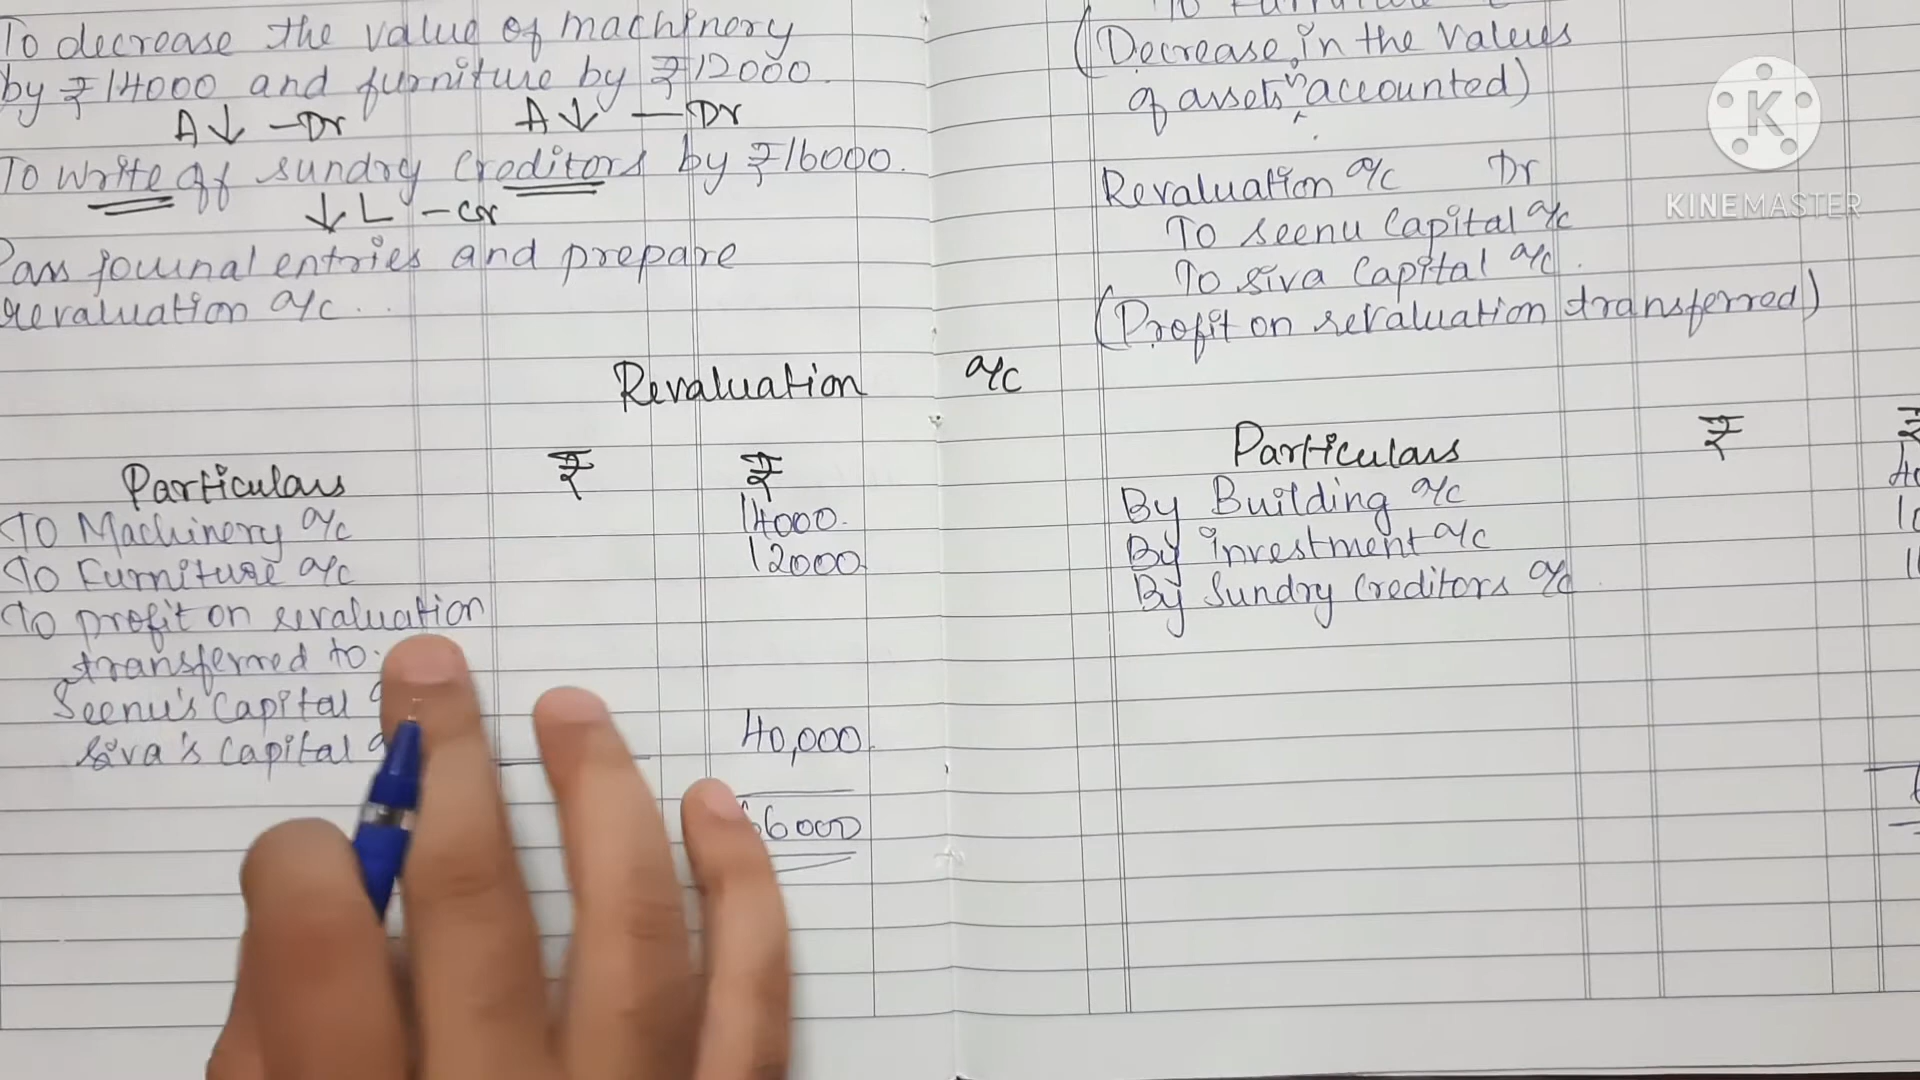 To decrease the value of machinery
by ₹14000 and furniture by ₹12000.
A↓ -Dr A↓ - Dr
To write off sundry creditors by ₹16000.
↓ L - cr
Pass journal entries and prepare
revaluation a/c.
(Decrease in the values
of assets accounted)
Revaluation a/c Dr
To seenu Capital a/c
To siva Capital a/c.
(Profit on revaluation transferred)
K
KINEMASTER
Revaluation a/c
Particulars ₹ ₹
To Machinery a/c 14000.
To Furniture a/c 12000
To profit on revaluation
transferred to:
Seenu's Capital
Siva's Capital 40,000
66000
Particulars ₹ ₹
By Building a/c
By investment a/c
By Sundry Creditors a/c